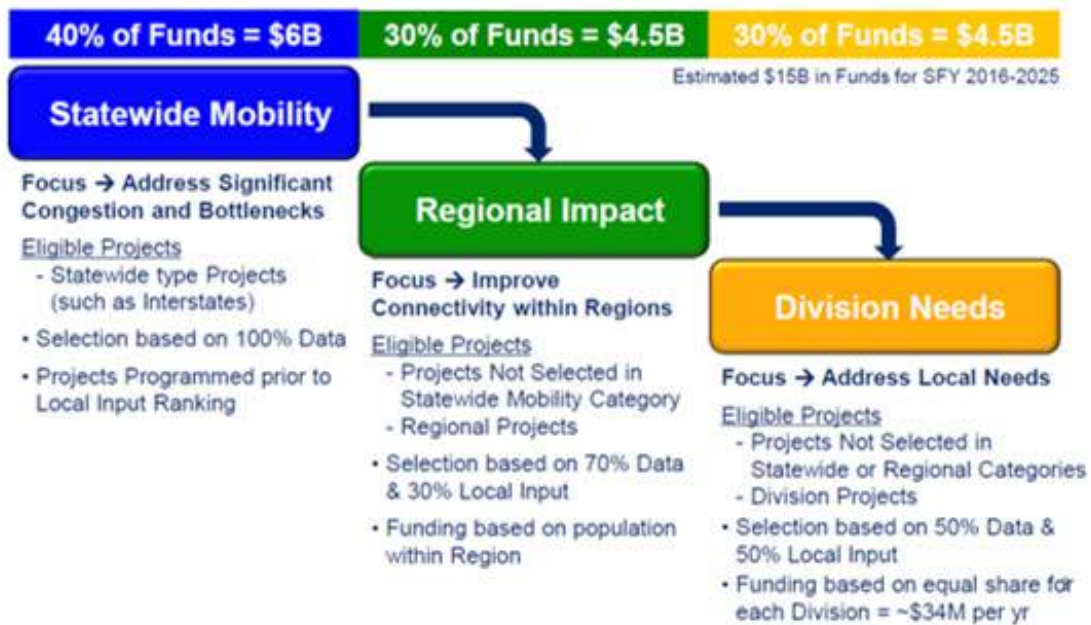 40% of Funds = $6B
30% of Funds = $4.5B
30% of Funds = $4.5B
Estimated $15B in Funds for SFY 2016-2025
Statewide Mobility
Focus → Address Significant
Congestion and Bottlenecks
Eligible Projects
- Statewide type Projects
(such as Interstates)
• Selection based on 100% Data
• Projects Programmed prior to
Local Input Ranking
Regional Impact
Focus → Improve
Connectivity within Regions
Eligible Projects
- Projects Not Selected in
Statewide Mobility Category
- Regional Projects
• Selection based on 70% Data
& 30% Local Input
• Funding based on population
within Region
Division Needs
Focus → Address Local Needs
Eligible Projects
- Projects Not Selected in
Statewide or Regional Categories
- Division Projects
• Selection based on 50% Data &
50% Local Input
• Funding based on equal share for
each Division = ~$34M per yr